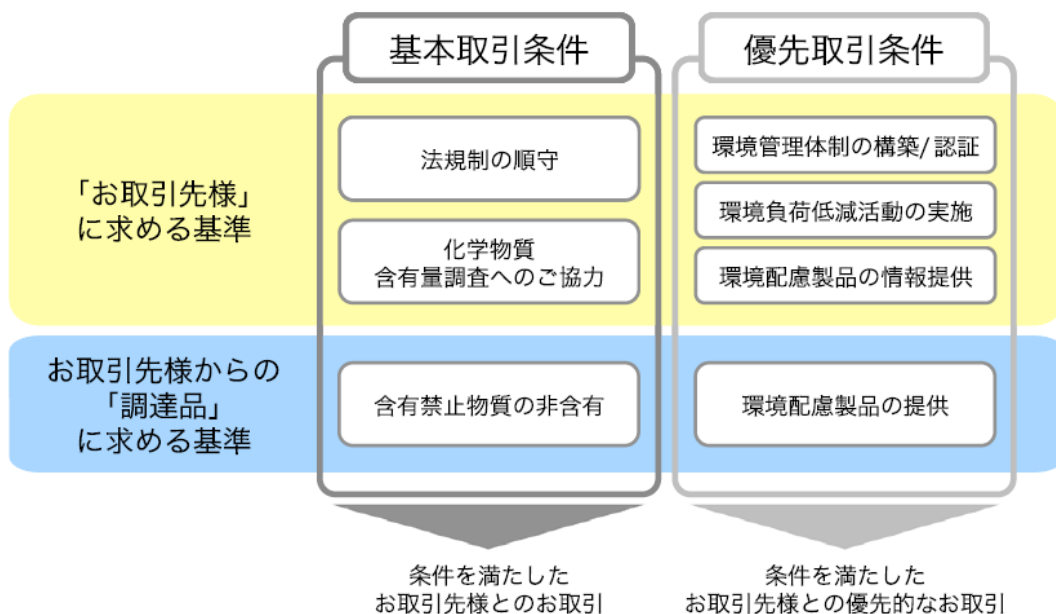 基本取引条件
優先取引条件
「お取引先様」
に求める基準
法規制の順守
化学物質
含有量調査へのご協力
環境管理体制の構築/認証
環境負荷低減活動の実施
環境配慮製品の情報提供
お取引先様からの
「調達品」
に求める基準
含有禁止物質の非含有
環境配慮製品の提供
条件を満たした
お取引先様とのお取引
条件を満たした
お取引先様との優先的なお取引